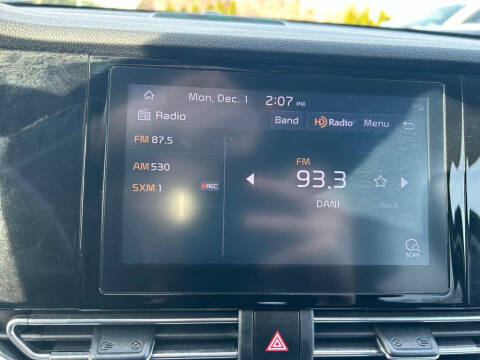 Mon, Dec. 1 2:07 PM
Radio Band HD Radio Menu
FM 87.5
AM 530
SXM 1 REC
FM
93.3
DANI
Rock
SCAN